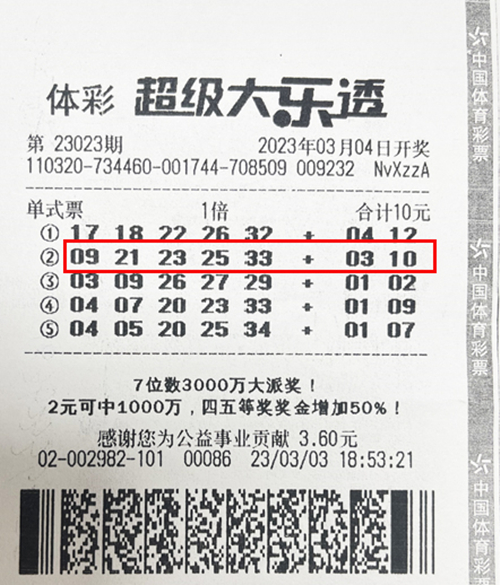 体彩 超级大乐透
第 23023期 2023年03月04日开奖
110320-734460-001744-708509 009232 NvXzzA
单式票 1倍 合计10元
① 17 18 22 26 32 + 04 12
② 09 21 23 25 33 + 03 10
③ 03 09 26 27 29 + 01 02
④ 04 07 20 23 33 + 01 09
⑤ 04 05 20 25 34 + 01 07
7位数3000万大派奖！
2元可中1000万，四五等奖奖金增加50%！
感谢您为公益事业贡献 3.60元
02-002982-101 00086 23/03/03 18:53:21
中国体育彩票
中国体育彩票
中国体育